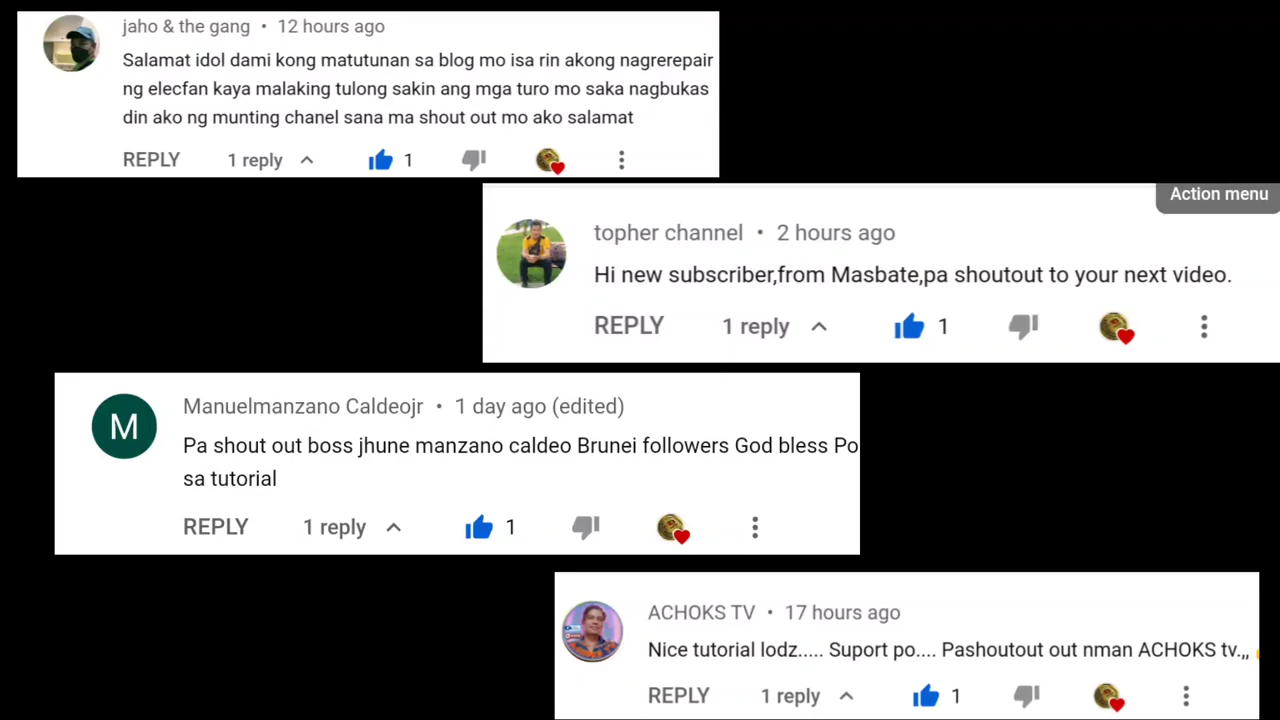 jaho & the gang • 12 hours ago
Salamat idol dami kong matutunan sa blog mo isa rin akong nagrerepair
ng elecfan kaya malaking tulong sakin ang mga turo mo saka nagbukas
din ako ng munting chanel sana ma shout out mo ako salamat
REPLY 1 reply 1
Action menu
topher channel • 2 hours ago
Hi new subscriber,from Masbate,pa shoutout to your next video.
REPLY 1 reply 1
M
Manuelmanzano Caldeojr • 1 day ago (edited)
Pa shout out boss jhune manzano caldeo Brunei followers God bless Po
sa tutorial
REPLY 1 reply 1
ACHOKS TV • 17 hours ago
Nice tutorial lodz..... Suport po.... Pashoutout out nman ACHOKS tv.,,
REPLY 1 reply 1